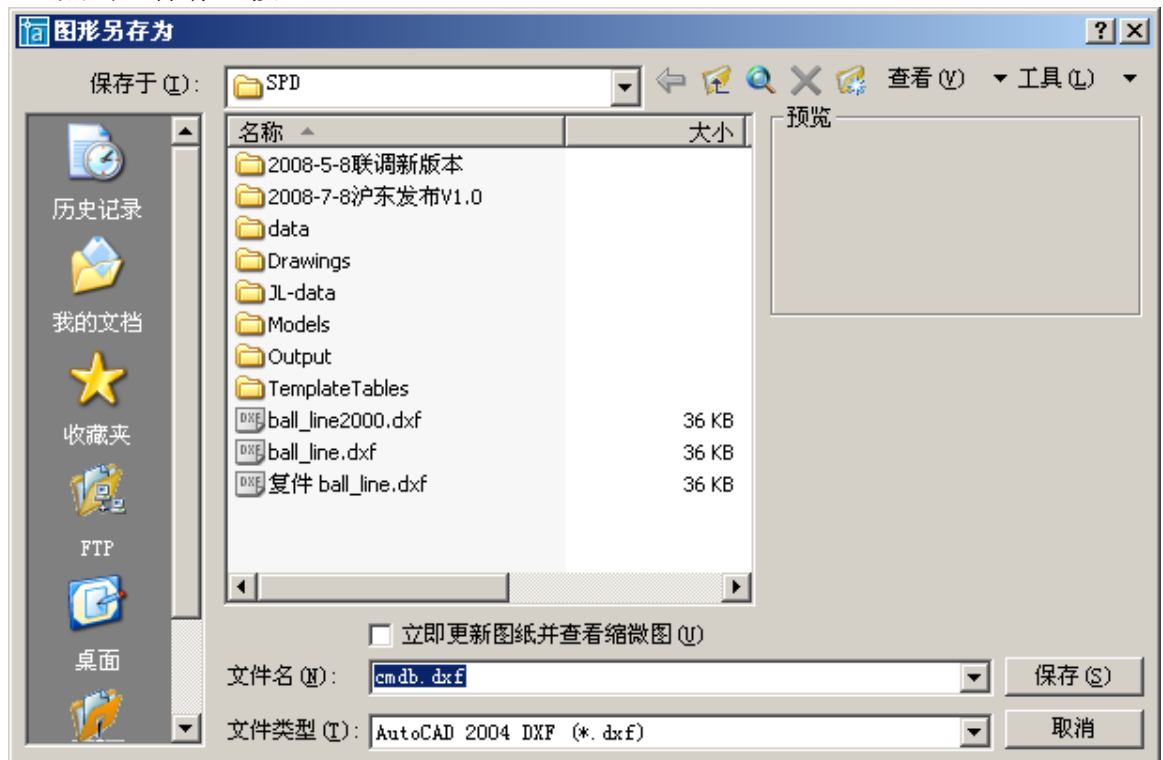 图形另存为
保存于(I): SPD 查看(V) 工具(L)
名称 大小 预览
2008-5-8联调新版本
2008-7-8沪东发布V1.0
data
Drawings
JL-data
Models
Output
TemplateTables
ball_line2000.dxf 36 KB
ball_line.dxf 36 KB
复件 ball_line.dxf 36 KB
历史记录
我的文档
收藏夹
FTP
桌面
立即更新图纸并查看缩微图(U)
文件名(N): cmdb.dxf 保存(S)
文件类型(T): AutoCAD 2004 DXF (*.dxf) 取消